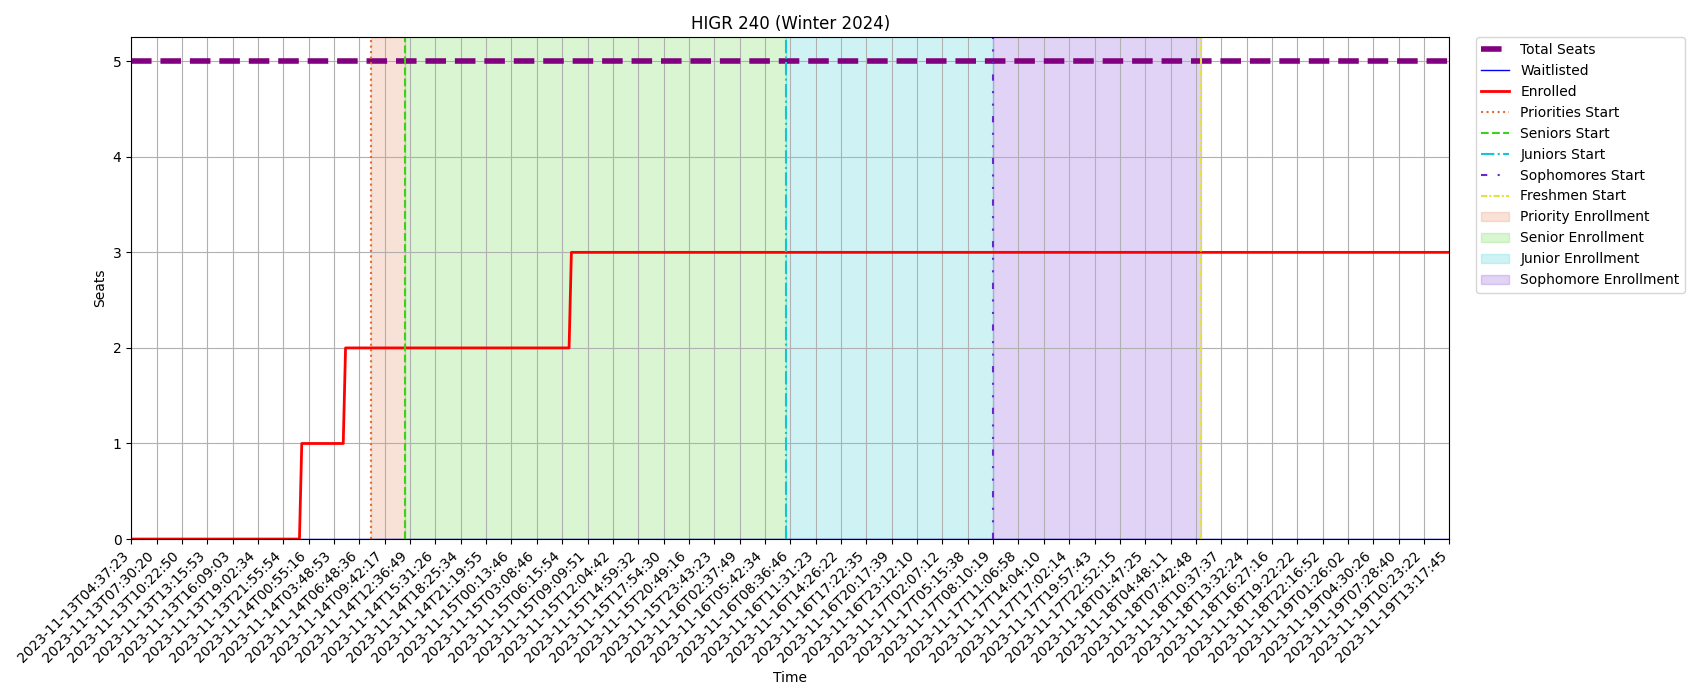 HIGR 240 (Winter 2024)
Seats
5
4
3
2
1
0
2023-11-13T04:37:23
2023-11-13T07:30:20
2023-11-13T10:22:50
2023-11-13T13:15:53
2023-11-13T16:09:03
2023-11-13T19:02:34
2023-11-13T21:55:54
2023-11-14T00:55:16
2023-11-14T03:48:53
2023-11-14T06:48:36
2023-11-14T09:42:17
2023-11-14T12:36:49
2023-11-14T15:31:26
2023-11-14T18:25:34
2023-11-14T21:19:55
2023-11-15T00:13:46
2023-11-15T03:08:46
2023-11-15T06:15:54
2023-11-15T09:09:51
2023-11-15T12:04:42
2023-11-15T14:59:32
2023-11-15T17:54:30
2023-11-15T20:49:16
2023-11-15T23:43:23
2023-11-16T02:37:49
2023-11-16T05:42:34
2023-11-16T08:36:46
2023-11-16T11:31:23
2023-11-16T14:26:22
2023-11-16T17:22:35
2023-11-16T20:17:39
2023-11-16T23:12:10
2023-11-17T02:07:12
2023-11-17T05:15:38
2023-11-17T08:10:19
2023-11-17T11:06:58
2023-11-17T14:04:10
2023-11-17T17:02:14
2023-11-17T19:57:43
2023-11-17T22:52:15
2023-11-18T01:47:25
2023-11-18T04:48:11
2023-11-18T07:42:48
2023-11-18T10:37:37
2023-11-18T13:32:24
2023-11-18T16:27:16
2023-11-18T19:22:22
2023-11-18T22:16:52
2023-11-19T01:26:02
2023-11-19T04:30:26
2023-11-19T07:28:40
2023-11-19T10:23:22
2023-11-19T13:17:45
Time
Total Seats
Waitlisted
Enrolled
Priorities Start
Seniors Start
Juniors Start
Sophomores Start
Freshmen Start
Priority Enrollment
Senior Enrollment
Junior Enrollment
Sophomore Enrollment